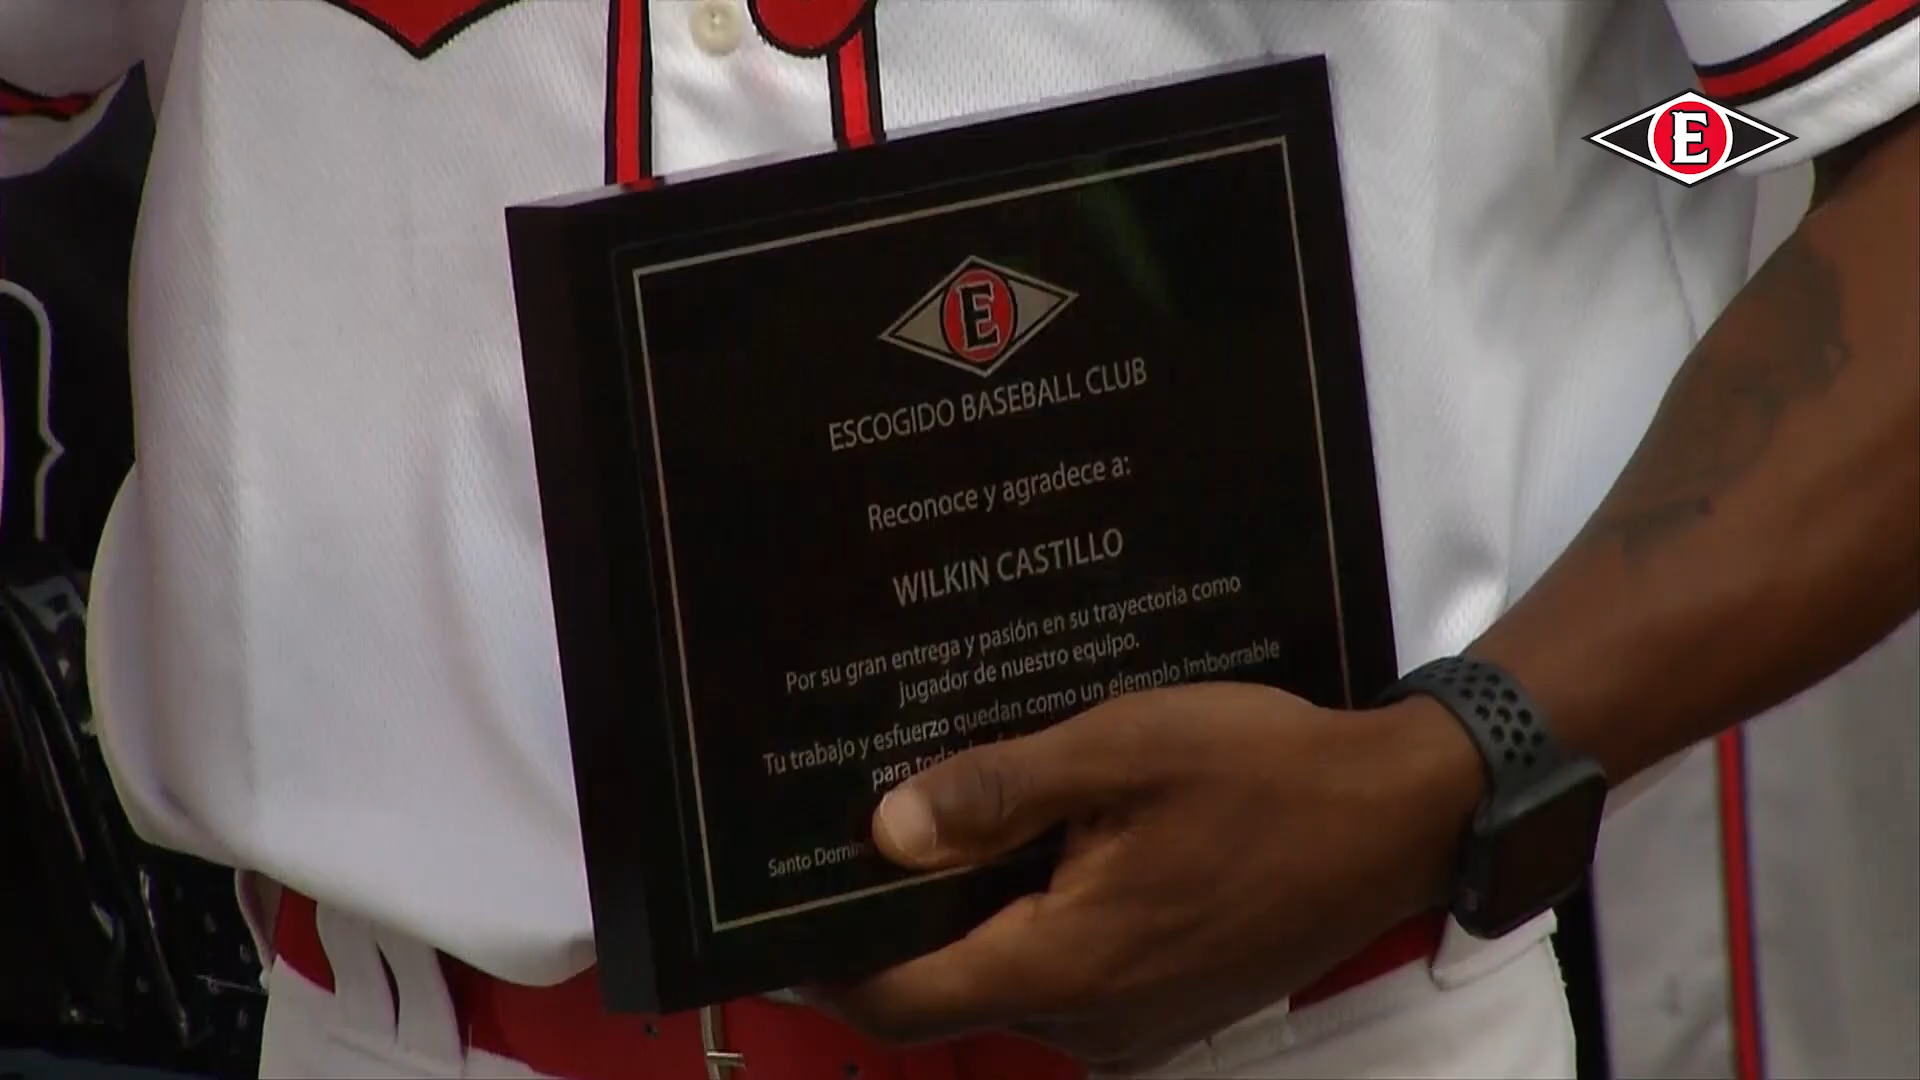 E
E
ESCOGIDO BASEBALL CLUB
Reconoce y agradece a:
WILKIN CASTILLO
Por su gran entrega y pasión en su trayectoria como
jugador de nuestro equipo.
Tu trabajo y esfuerzo quedan como un ejemplo imborrable
para
Santo